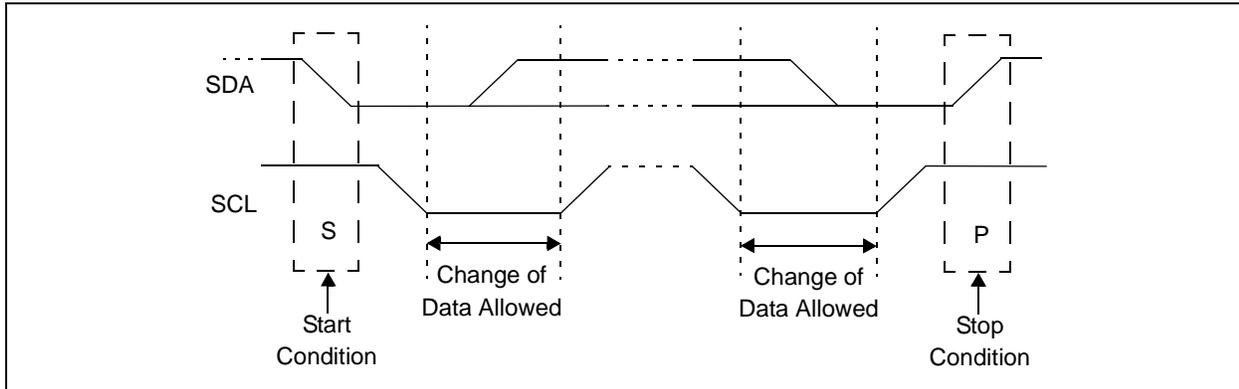 SDA
SCL
S
P
Change of
Data Allowed
Change of
Data Allowed
Start
Condition
Stop
Condition